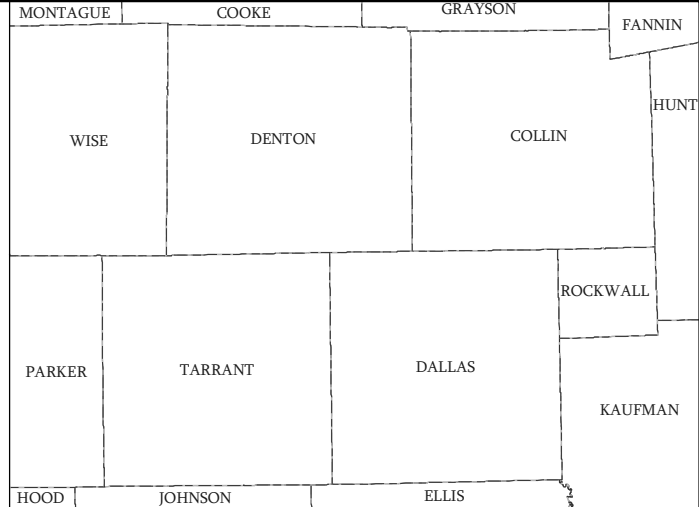 MONTAGUE
COOKE
GRAYSON
FANNIN
HUNT
WISE
DENTON
COLLIN
ROCKWALL
PARKER
TARRANT
DALLAS
KAUFMAN
HOOD
JOHNSON
ELLIS